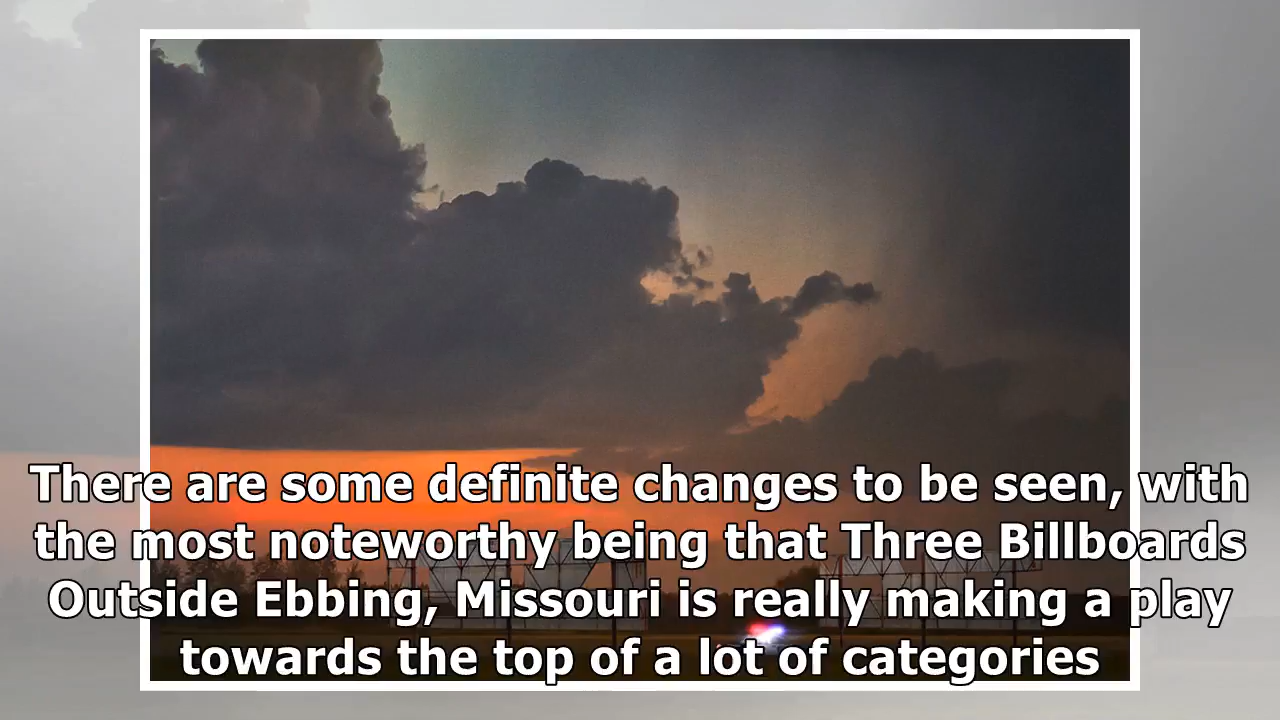 There are some definite changes to be seen, with
the most noteworthy being that Three Billboards
Outside Ebbing, Missouri is really making a play
towards the top of a lot of categories